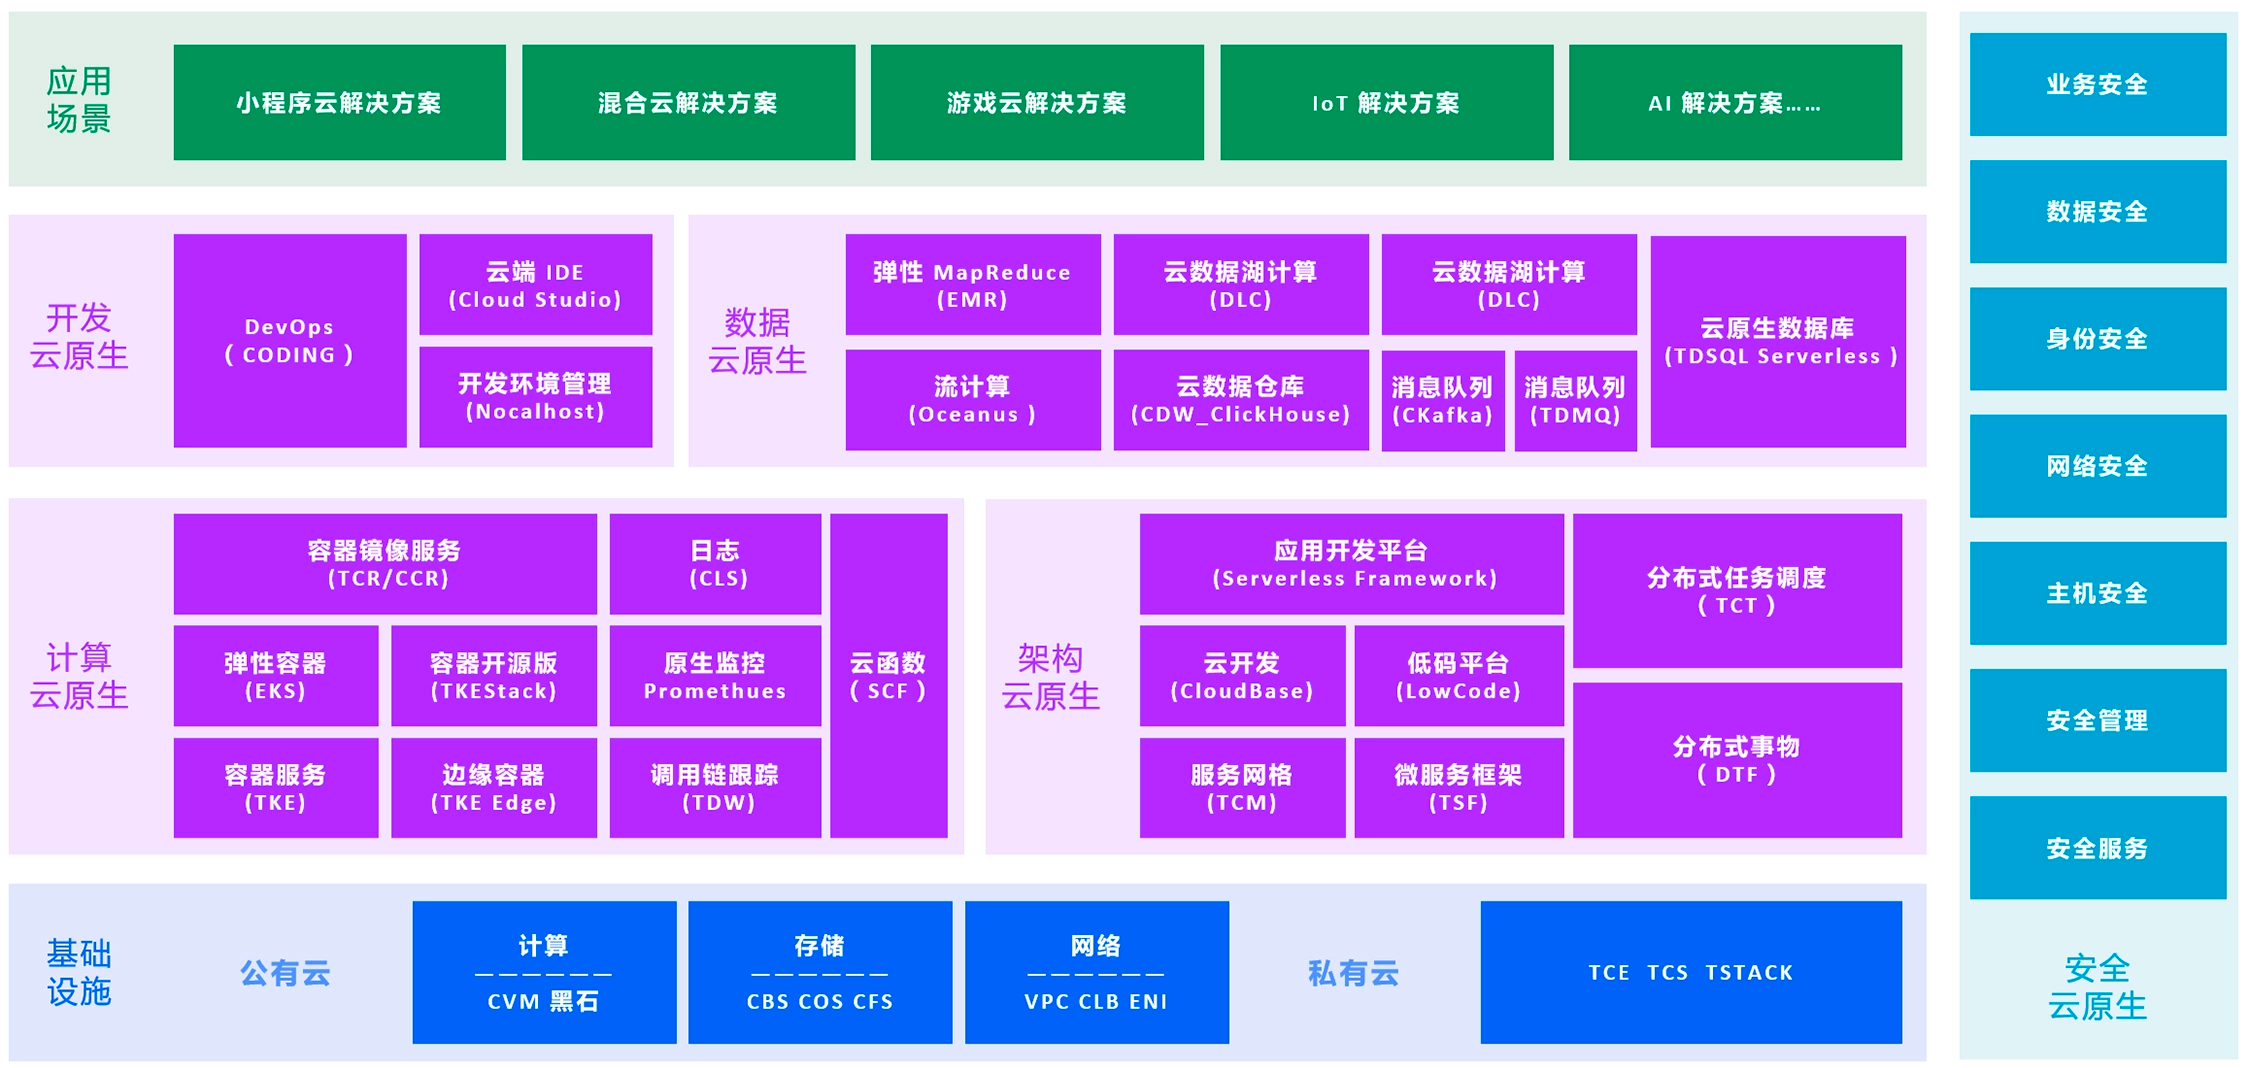 应用
场景
小程序云解决方案
混合云解决方案
游戏云解决方案
IoT 解决方案
AI 解决方案……
开发
云原生
DevOps
( CODING )
云端 IDE
(Cloud Studio)
开发环境管理
(Nocalhost)
数据
云原生
弹性 MapReduce
(EMR)
云数据湖计算
(DLC)
云数据湖计算
(DLC)
云原生数据库
(TDSQL Serverless )
流计算
(Oceanus )
云数据仓库
(CDW_ClickHouse)
消息队列
(CKafka)
消息队列
(TDMQ)
计算
云原生
容器镜像服务
(TCR/CCR)
日志
(CLS)
云函数
( SCF )
弹性容器
(EKS)
容器开源版
(TKEStack)
原生监控
Promethues
容器服务
(TKE)
边缘容器
(TKE Edge)
调用链跟踪
(TDW)
架构
云原生
应用开发平台
(Serverless Framework)
分布式任务调度
( TCT )
云开发
(CloudBase)
低码平台
(LowCode)
服务网格
(TCM)
微服务框架
(TSF)
分布式事物
( DTF )
基础
设施
公有云
计算
——————
CVM 黑石
存储
——————
CBS COS CFS
网络
——————
VPC CLB ENI
私有云
TCE TCS TSTACK
业务安全
数据安全
身份安全
网络安全
主机安全
安全管理
安全服务
安全
云原生